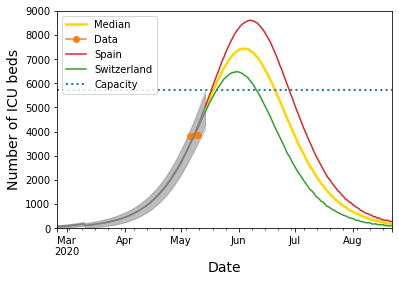 Median
Data
Spain
Switzerland
Capacity
Number of ICU beds
9000
8000
7000
6000
5000
4000
3000
2000
1000
0
Mar Apr May Jun Jul Aug
2020
Date